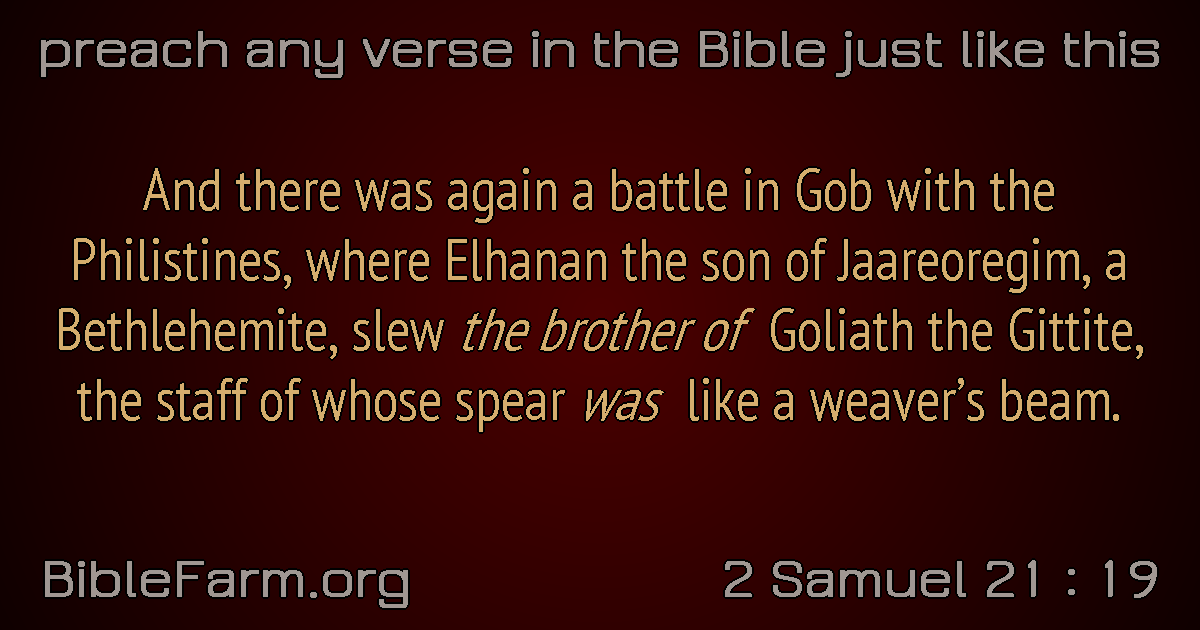 preach any verse in the Bible just like this
And there was again a battle in Gob with the
Philistines, where Elhanan the son of Jaareoregim, a
Bethlehemite, slew the brother of Goliath the Gittite,
the staff of whose spear was like a weaver’s beam.
BibleFarm.org
2 Samuel 21 : 19